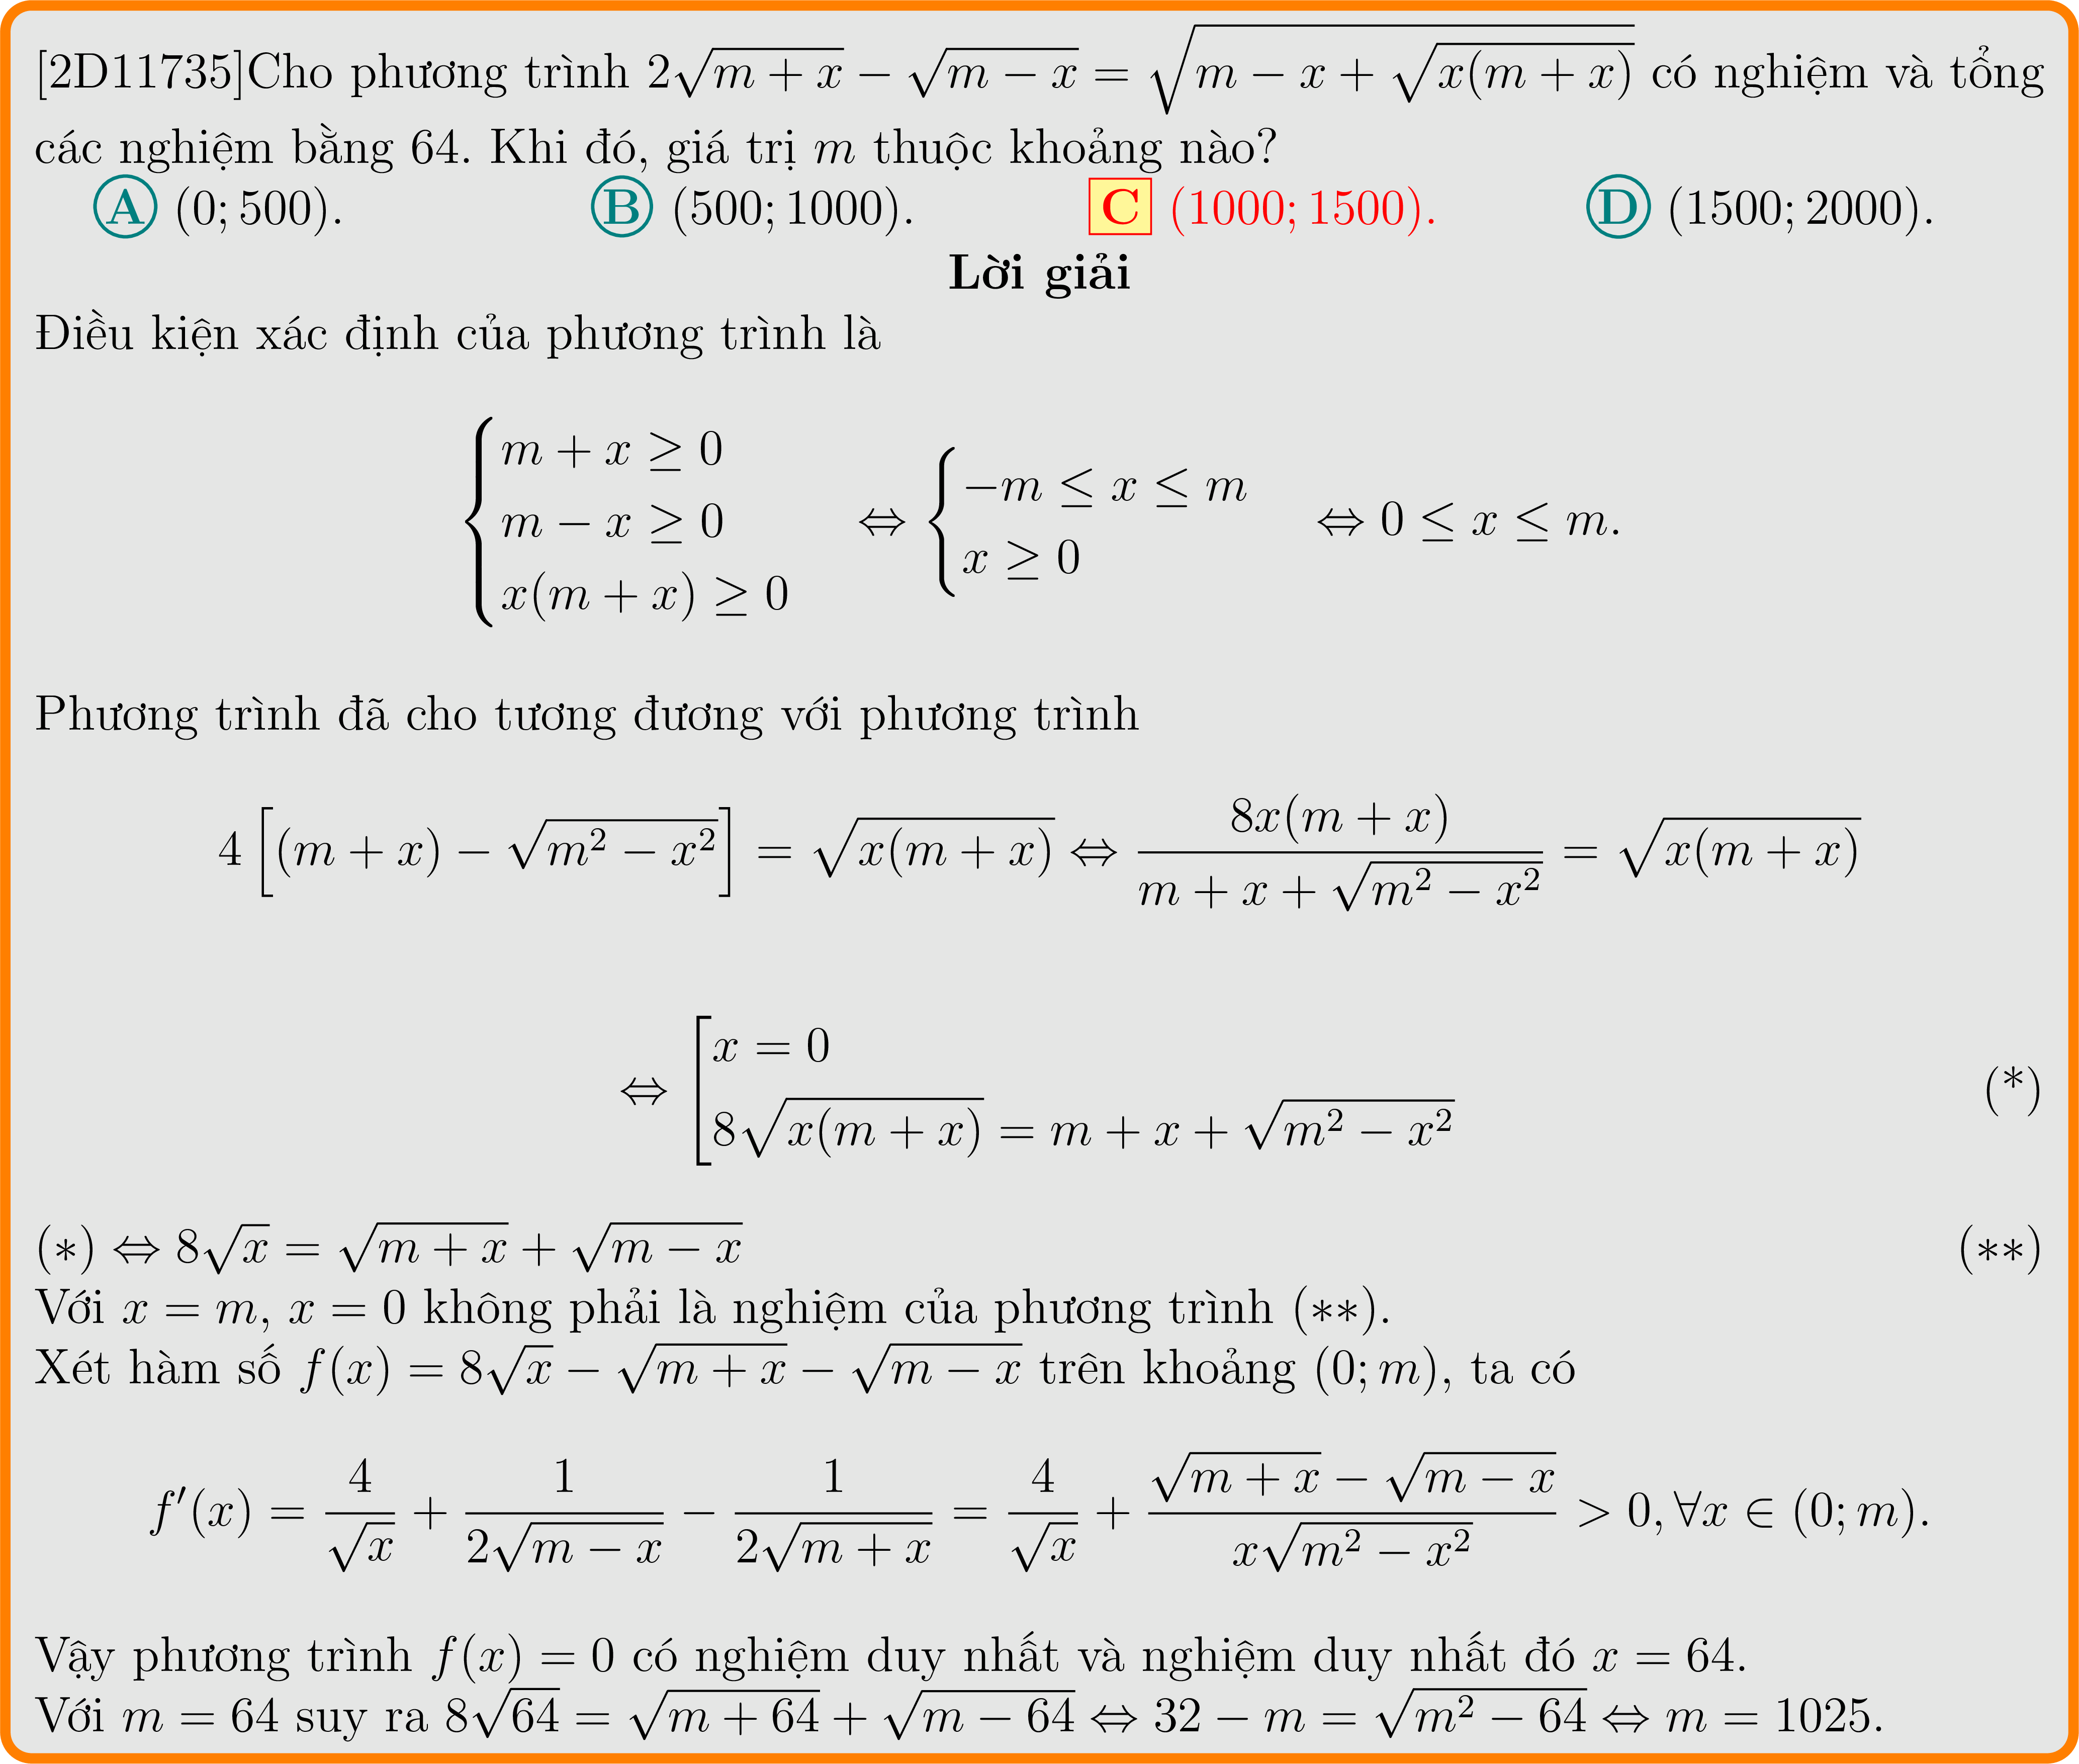 [2D11735]Cho phương trình $2\sqrt{m+x}-\sqrt{m-x}=\sqrt{m-x+\sqrt{x(m+x)}}$ có nghiệm và tổng
các nghiệm bằng 64. Khi đó, giá trị $m$ thuộc khoảng nào?
A (0; 500). B (500; 1000). C (1000; 1500). D (1500; 2000).
Lời giải
Điều kiện xác định của phương trình là
$\begin{cases} m+x \geq 0 \\ m-x \geq 0 \\ x(m+x) \geq 0 \end{cases} \Leftrightarrow \begin{cases} -m \leq x \leq m \\ x \geq 0 \end{cases} \Leftrightarrow 0 \leq x \leq m.$
Phương trình đã cho tương đương với phương trình
$4\left[(m+x)-\sqrt{m^2-x^2}\right]=\sqrt{x(m+x)} \Leftrightarrow \frac{8x(m+x)}{m+x+\sqrt{m^2-x^2}}=\sqrt{x(m+x)}$
$\Leftrightarrow \left[\begin{array}{l} x=0 \\ 8\sqrt{x(m+x)}=m+x+\sqrt{m^2-x^2} \end{array}\right.$ (*)
$(*) \Leftrightarrow 8\sqrt{x}=\sqrt{m+x}+\sqrt{m-x}$ (∗∗)
Với $x=m$, $x=0$ không phải là nghiệm của phương trình (∗∗).
Xét hàm số $f(x)=8\sqrt{x}-\sqrt{m+x}-\sqrt{m-x}$ trên khoảng $(0;m)$, ta có
$f'(x)=\frac{4}{\sqrt{x}}+\frac{1}{2\sqrt{m-x}}-\frac{1}{2\sqrt{m+x}}=\frac{4}{\sqrt{x}}+\frac{\sqrt{m+x}-\sqrt{m-x}}{x\sqrt{m^2-x^2}}>0, \forall x \in (0;m).$
Vậy phương trình $f(x)=0$ có nghiệm duy nhất và nghiệm duy nhất đó $x=64$.
Với $m=64$ suy ra $8\sqrt{64}=\sqrt{m+64}+\sqrt{m-64} \Leftrightarrow 32-m=\sqrt{m^2-64} \Leftrightarrow m=1025.$